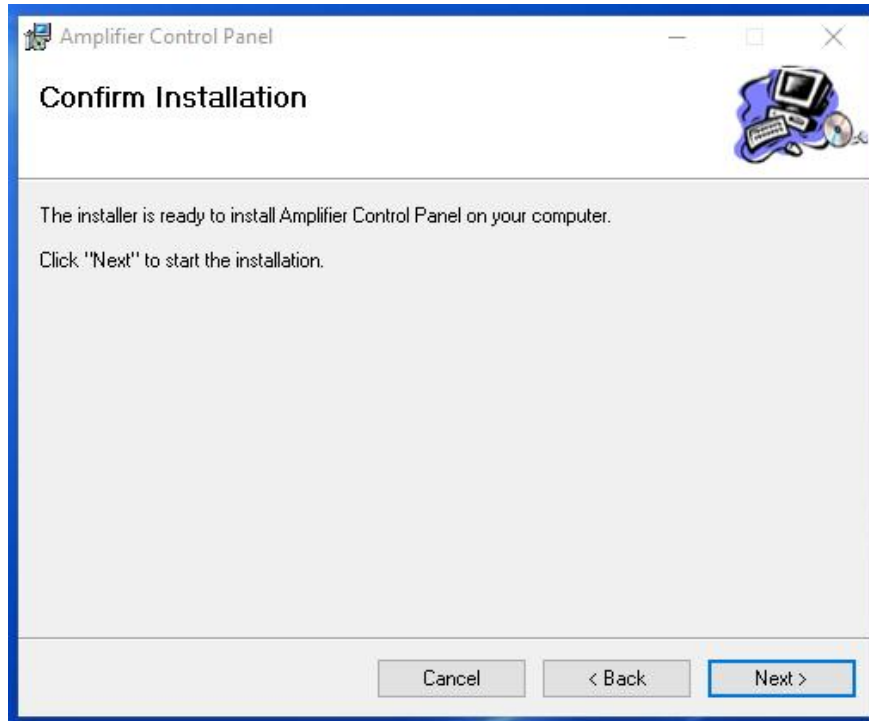 Amplifier Control Panel
Confirm Installation
The installer is ready to install Amplifier Control Panel on your computer.
Click "Next" to start the installation.
Cancel
< Back
Next >